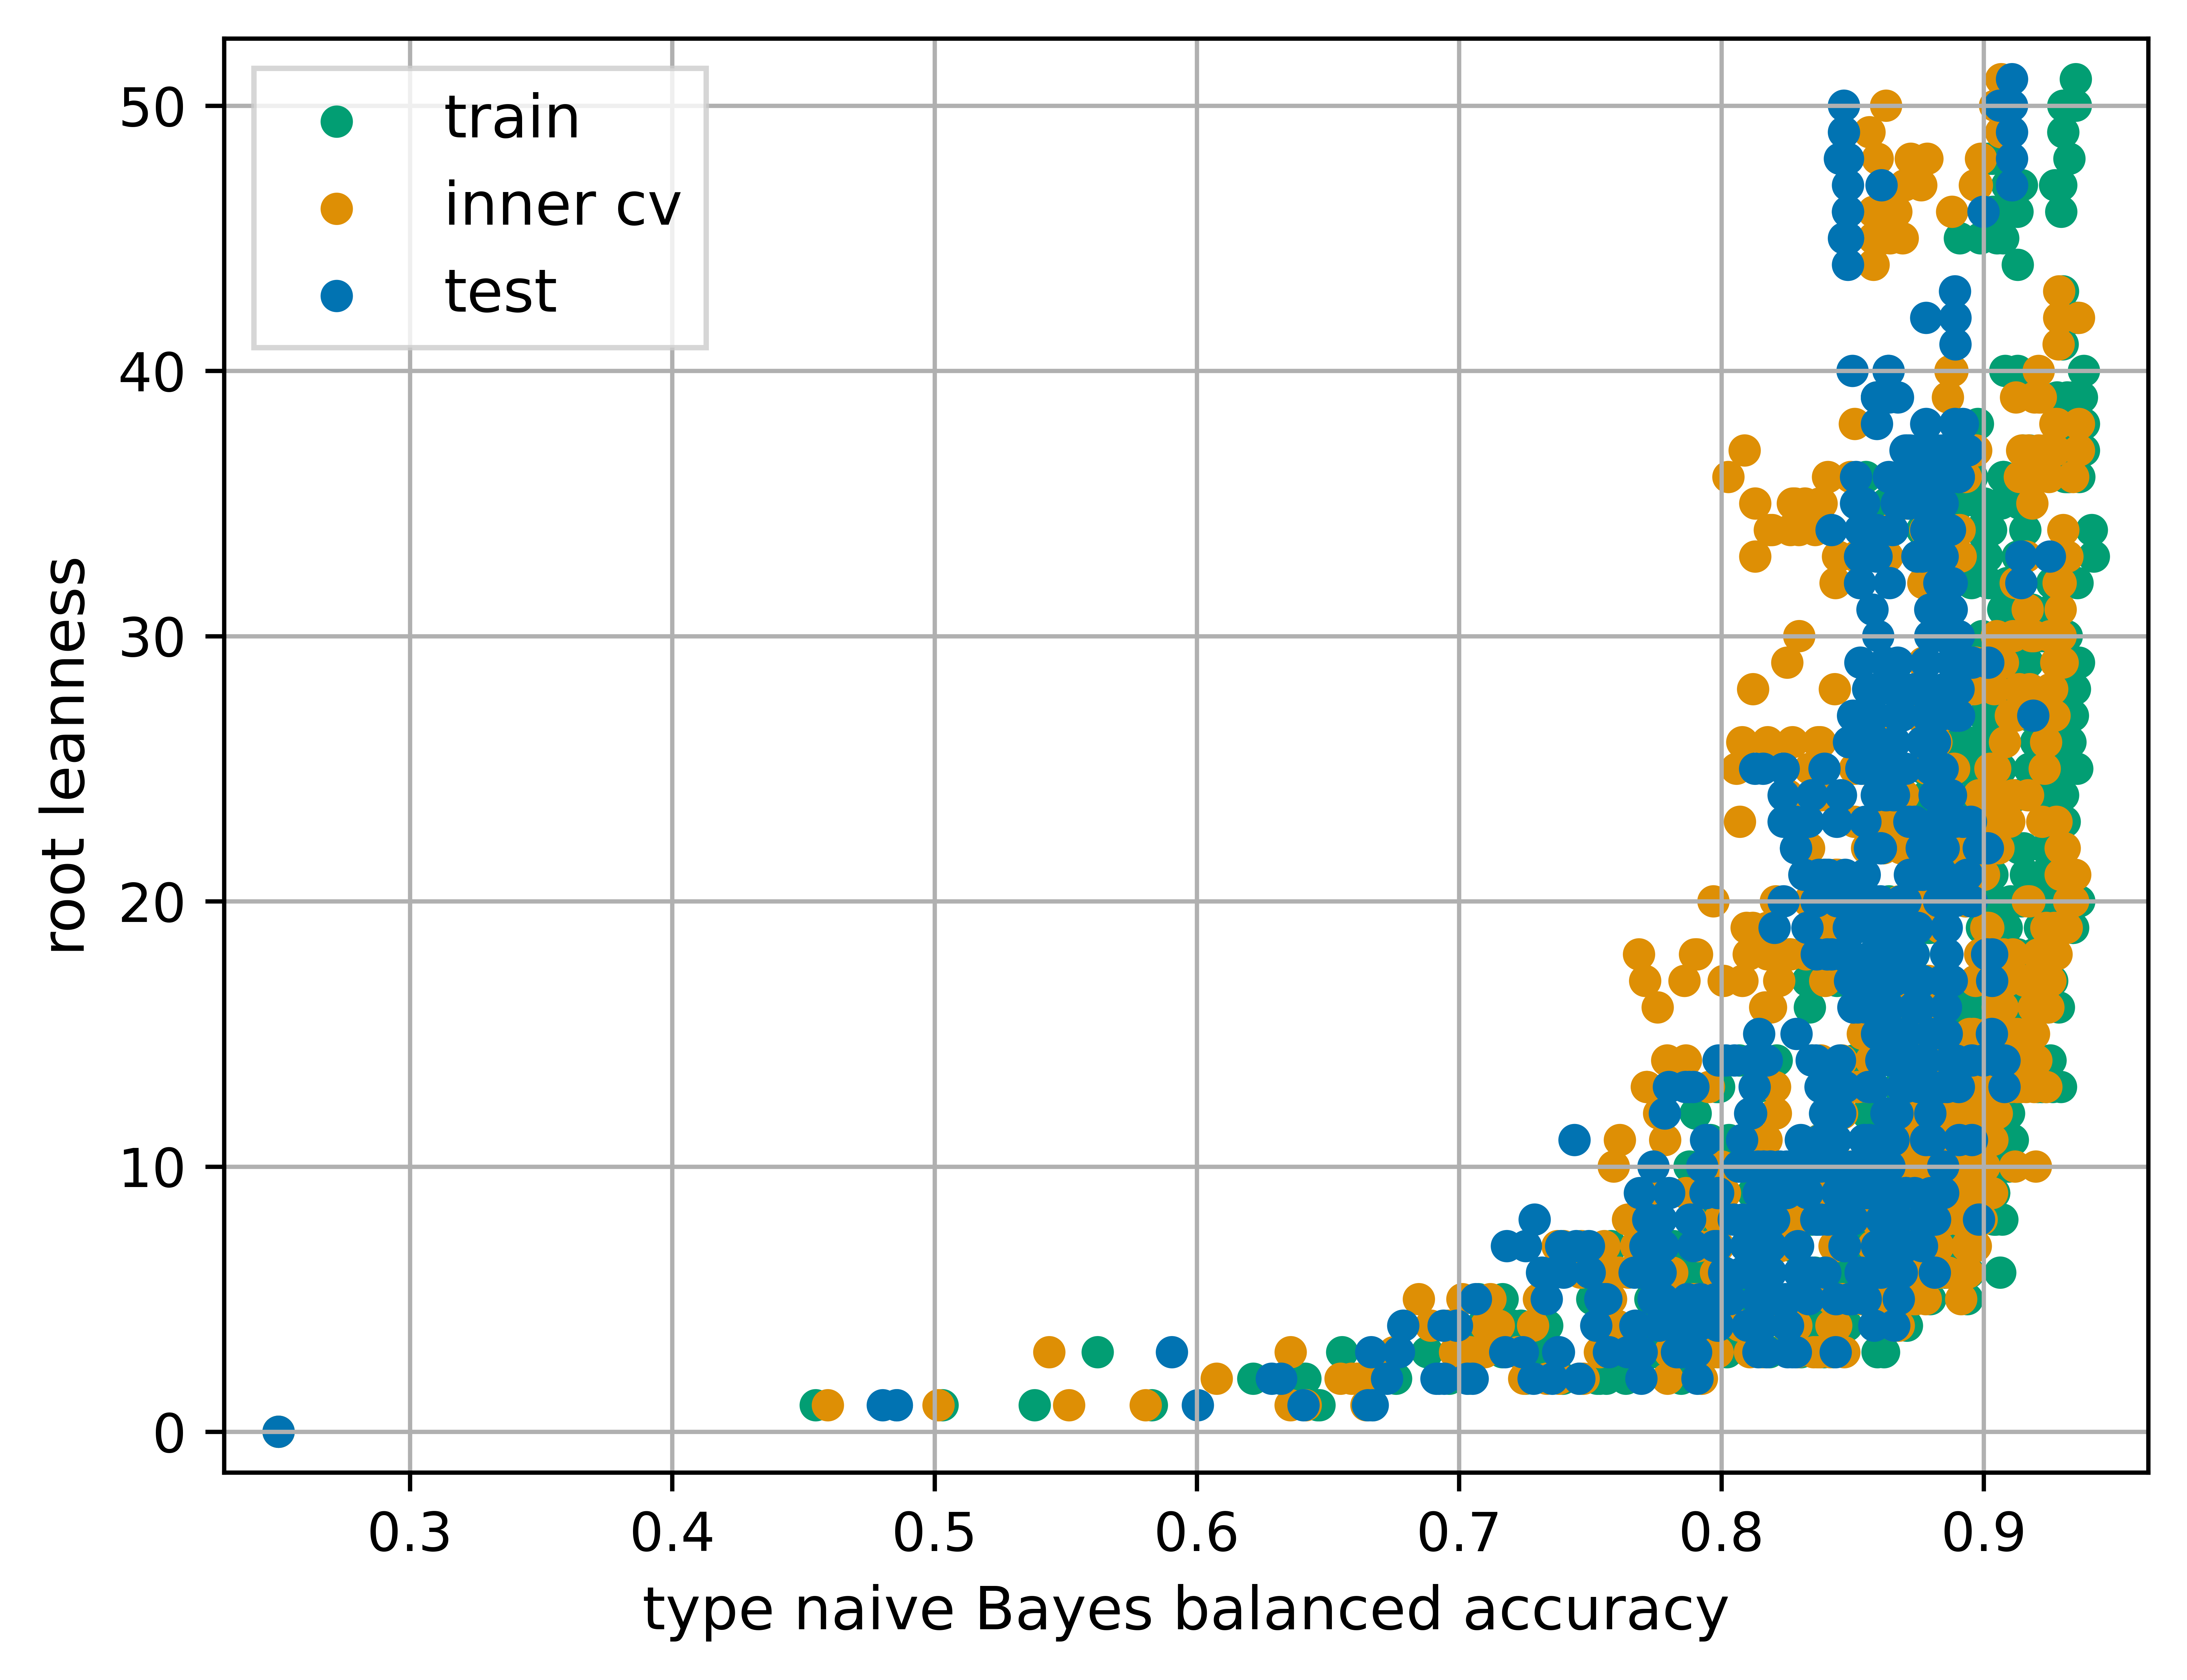 train
inner cv
test
50
40
30
20
10
0
root leanness
0.3 0.4 0.5 0.6 0.7 0.8 0.9
type naive Bayes balanced accuracy